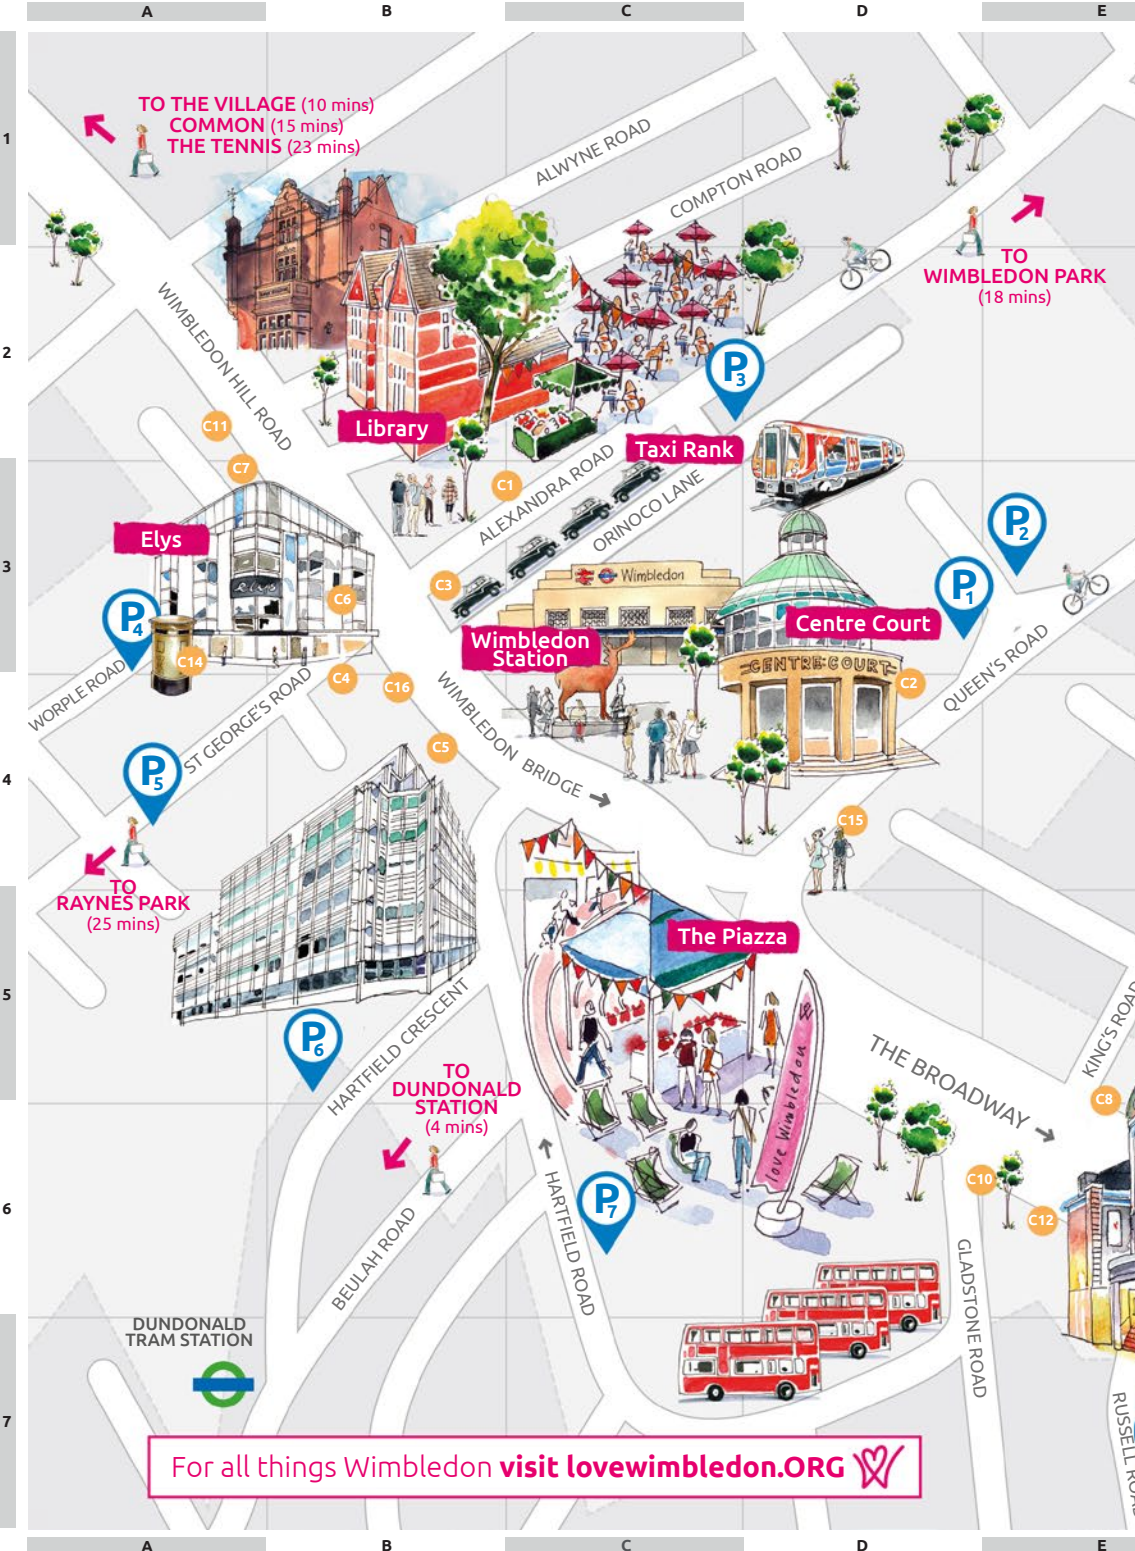 A B C D E
1
2
3
4
5
6
7
TO THE VILLAGE (10 mins)
COMMON (15 mins)
THE TENNIS (23 mins)
ALWYNE ROAD
COMPTON ROAD
TO
WIMBLEDON PARK
(18 mins)
WIMBLEDON HILL ROAD
P3
C11
Library
Taxi Rank
C7
C1
ALEXANDRA ROAD
ORINOCO LANE
Elys
elys
P2
P1
P4
C6
C3
Wimbledon
Wimbledon
Station
Centre Court
CENTRE COURT
C14
C4
C16
C2
WORPLE ROAD
ST GEORGE'S ROAD
QUEEN'S ROAD
WIMBLEDON BRIDGE
C5
P5
C15
TO
RAYNES PARK
(25 mins)
The Piazza
P6
HARTFIELD CRESCENT
love Wimbledon
THE BROADWAY
KING'S ROAD
C8
TO
DUNDONALD
STATION
(4 mins)
P7
C10
C12
BEULAH ROAD
HARTFIELD ROAD
GLADSTONE ROAD
DUNDONALD
TRAM STATION
RUSSELL ROAD
For all things Wimbledon visit lovewimbledon.ORG
A B C D E